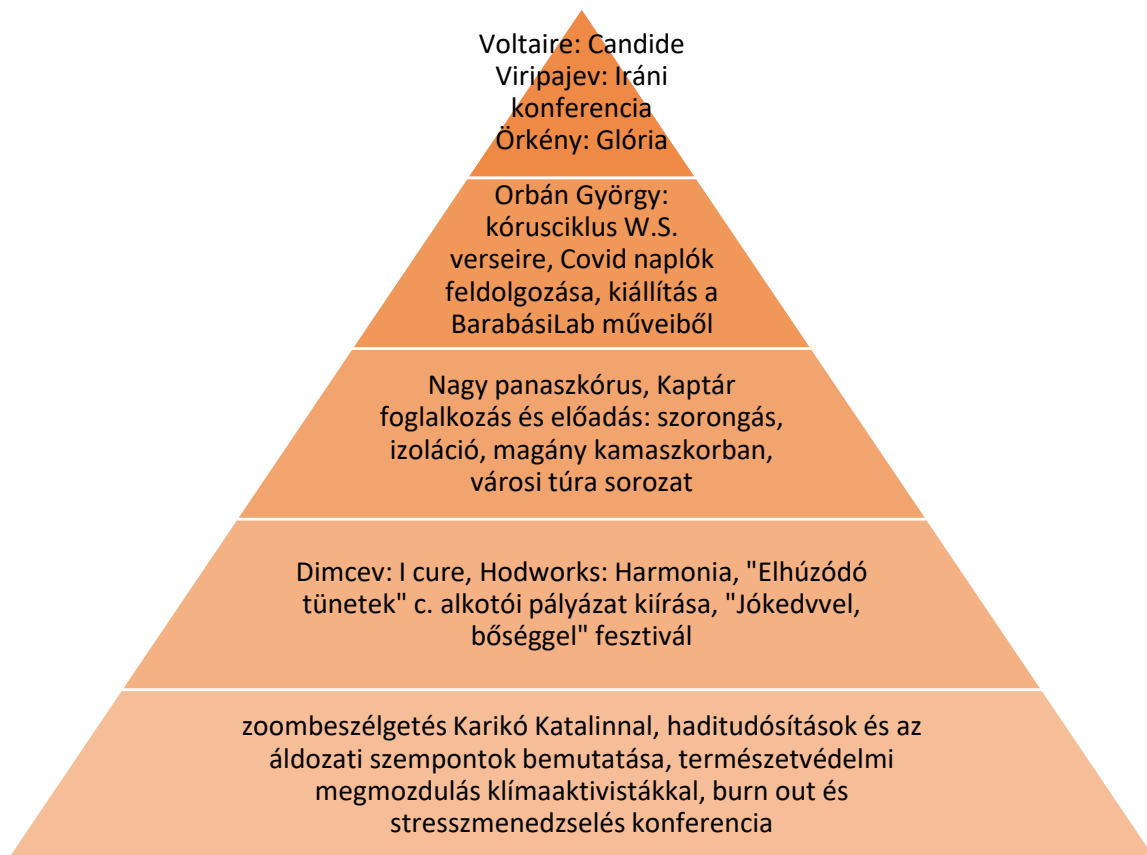 Voltaire: Candide
Viripajev: Iráni
konferencia
Örkény: Glória
Orbán György:
kórusciklus W.S.
verseire, Covid naplók
feldolgozása, kiállítás a
BarabásiLab műveiből
Nagy panaszkórus, Kaptár
foglalkozás és előadás: szorongás,
izoláció, magány kamaszkorban,
városi túra sorozat
Dimcev: I cure, Hodworks: Harmonia, "Elhúzódó
tünetek" c. alkotói pályázat kiírása, "Jókedvvel,
bőséggel" fesztivál
zoombeszélgetés Karikó Katalinnal, haditudósítások és az
áldozati szempontok bemutatása, természetvédelmi
megmozdulás klímaaktivistákkal, burn out és
stresszmenedzselés konferencia